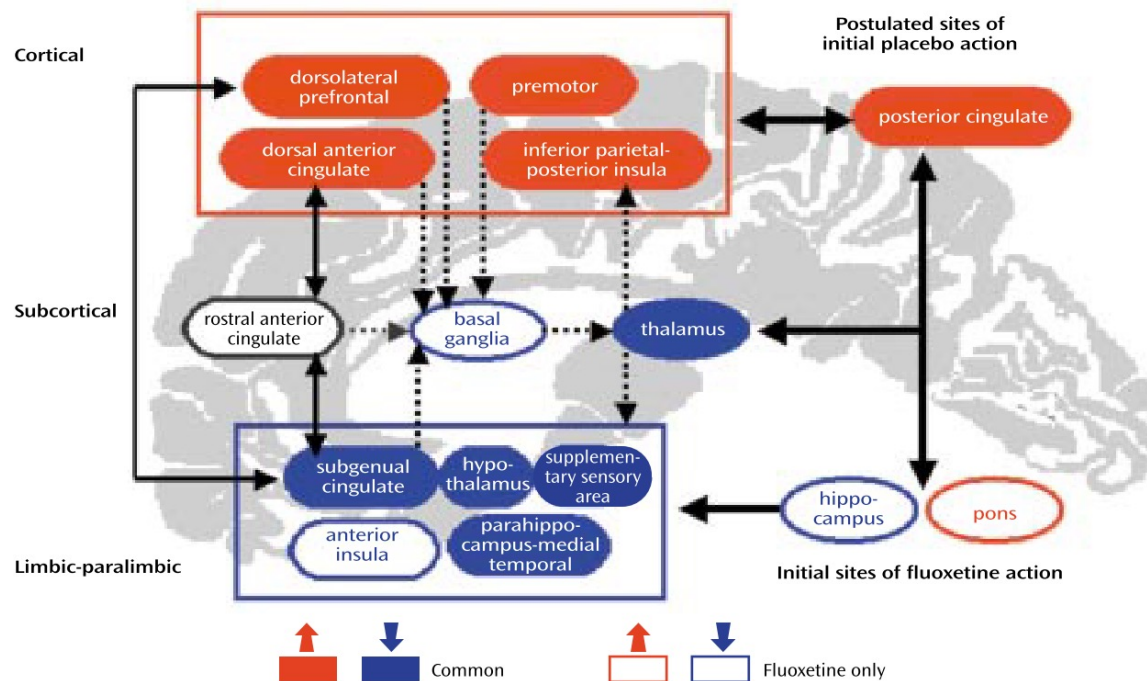 Cortical
Postulated sites of
initial placebo action
dorsolateral
prefrontal
premotor
posterior cingulate
dorsal anterior
cingulate
inferior parietal-
posterior insula
Subcortical
rostral anterior
cingulate
basal
ganglia
thalamus
subgenual
cingulate
hypo-
thalamus
supplemen-
tary sensory
area
hippo-
campus
pons
anterior
insula
parahippo-
campus-medial
temporal
Limbic-paralimbic
Initial sites of fluoxetine action
Common
Fluoxetine only